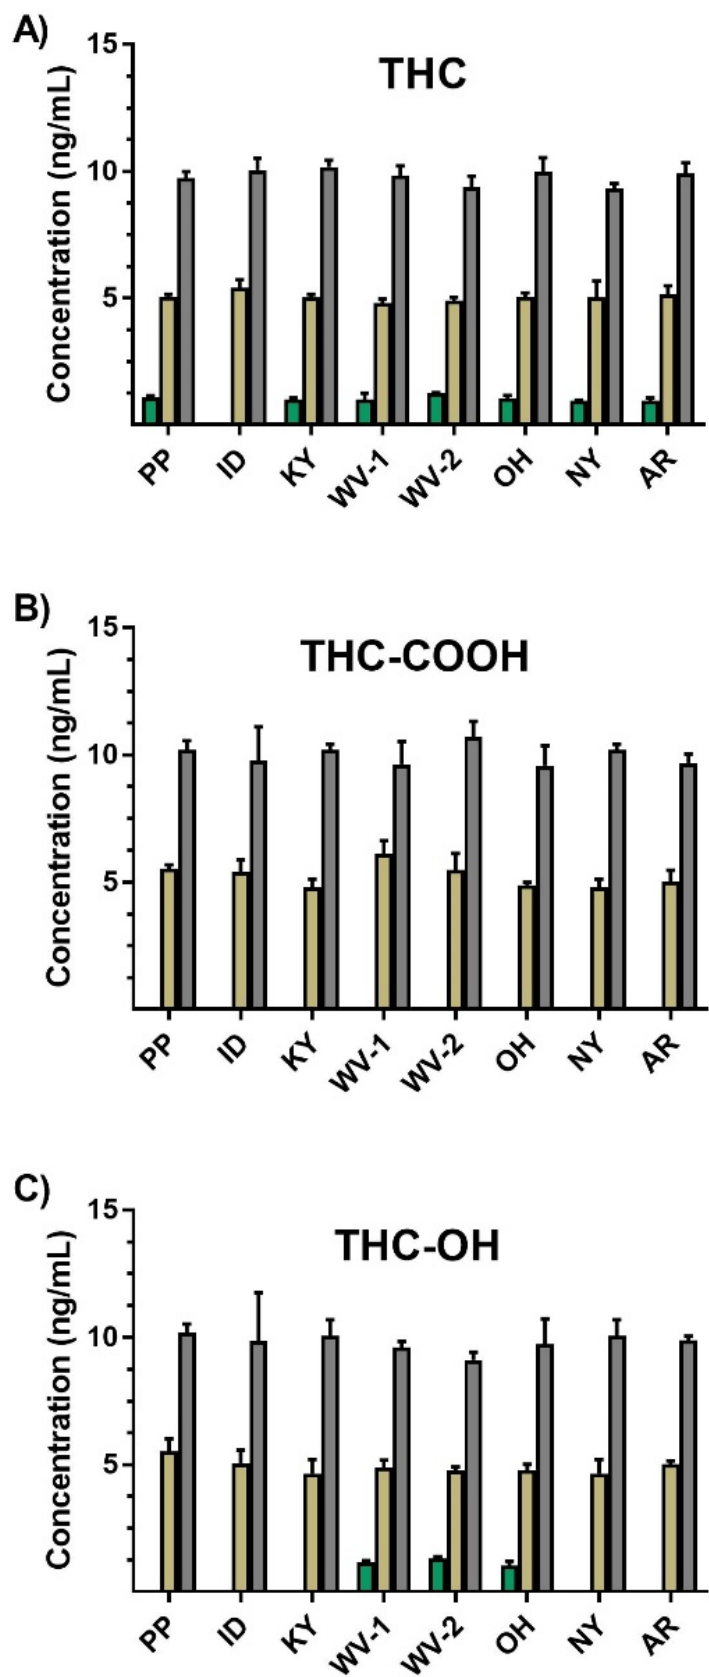 A)
THC
Concentration (ng/mL)
15
10
5
PP ID KY WV-1 WV-2 OH NY AR
B)
THC-COOH
Concentration (ng/mL)
15
10
5
PP ID KY WV-1 WV-2 OH NY AR
C)
THC-OH
Concentration (ng/mL)
15
10
5
PP ID KY WV-1 WV-2 OH NY AR